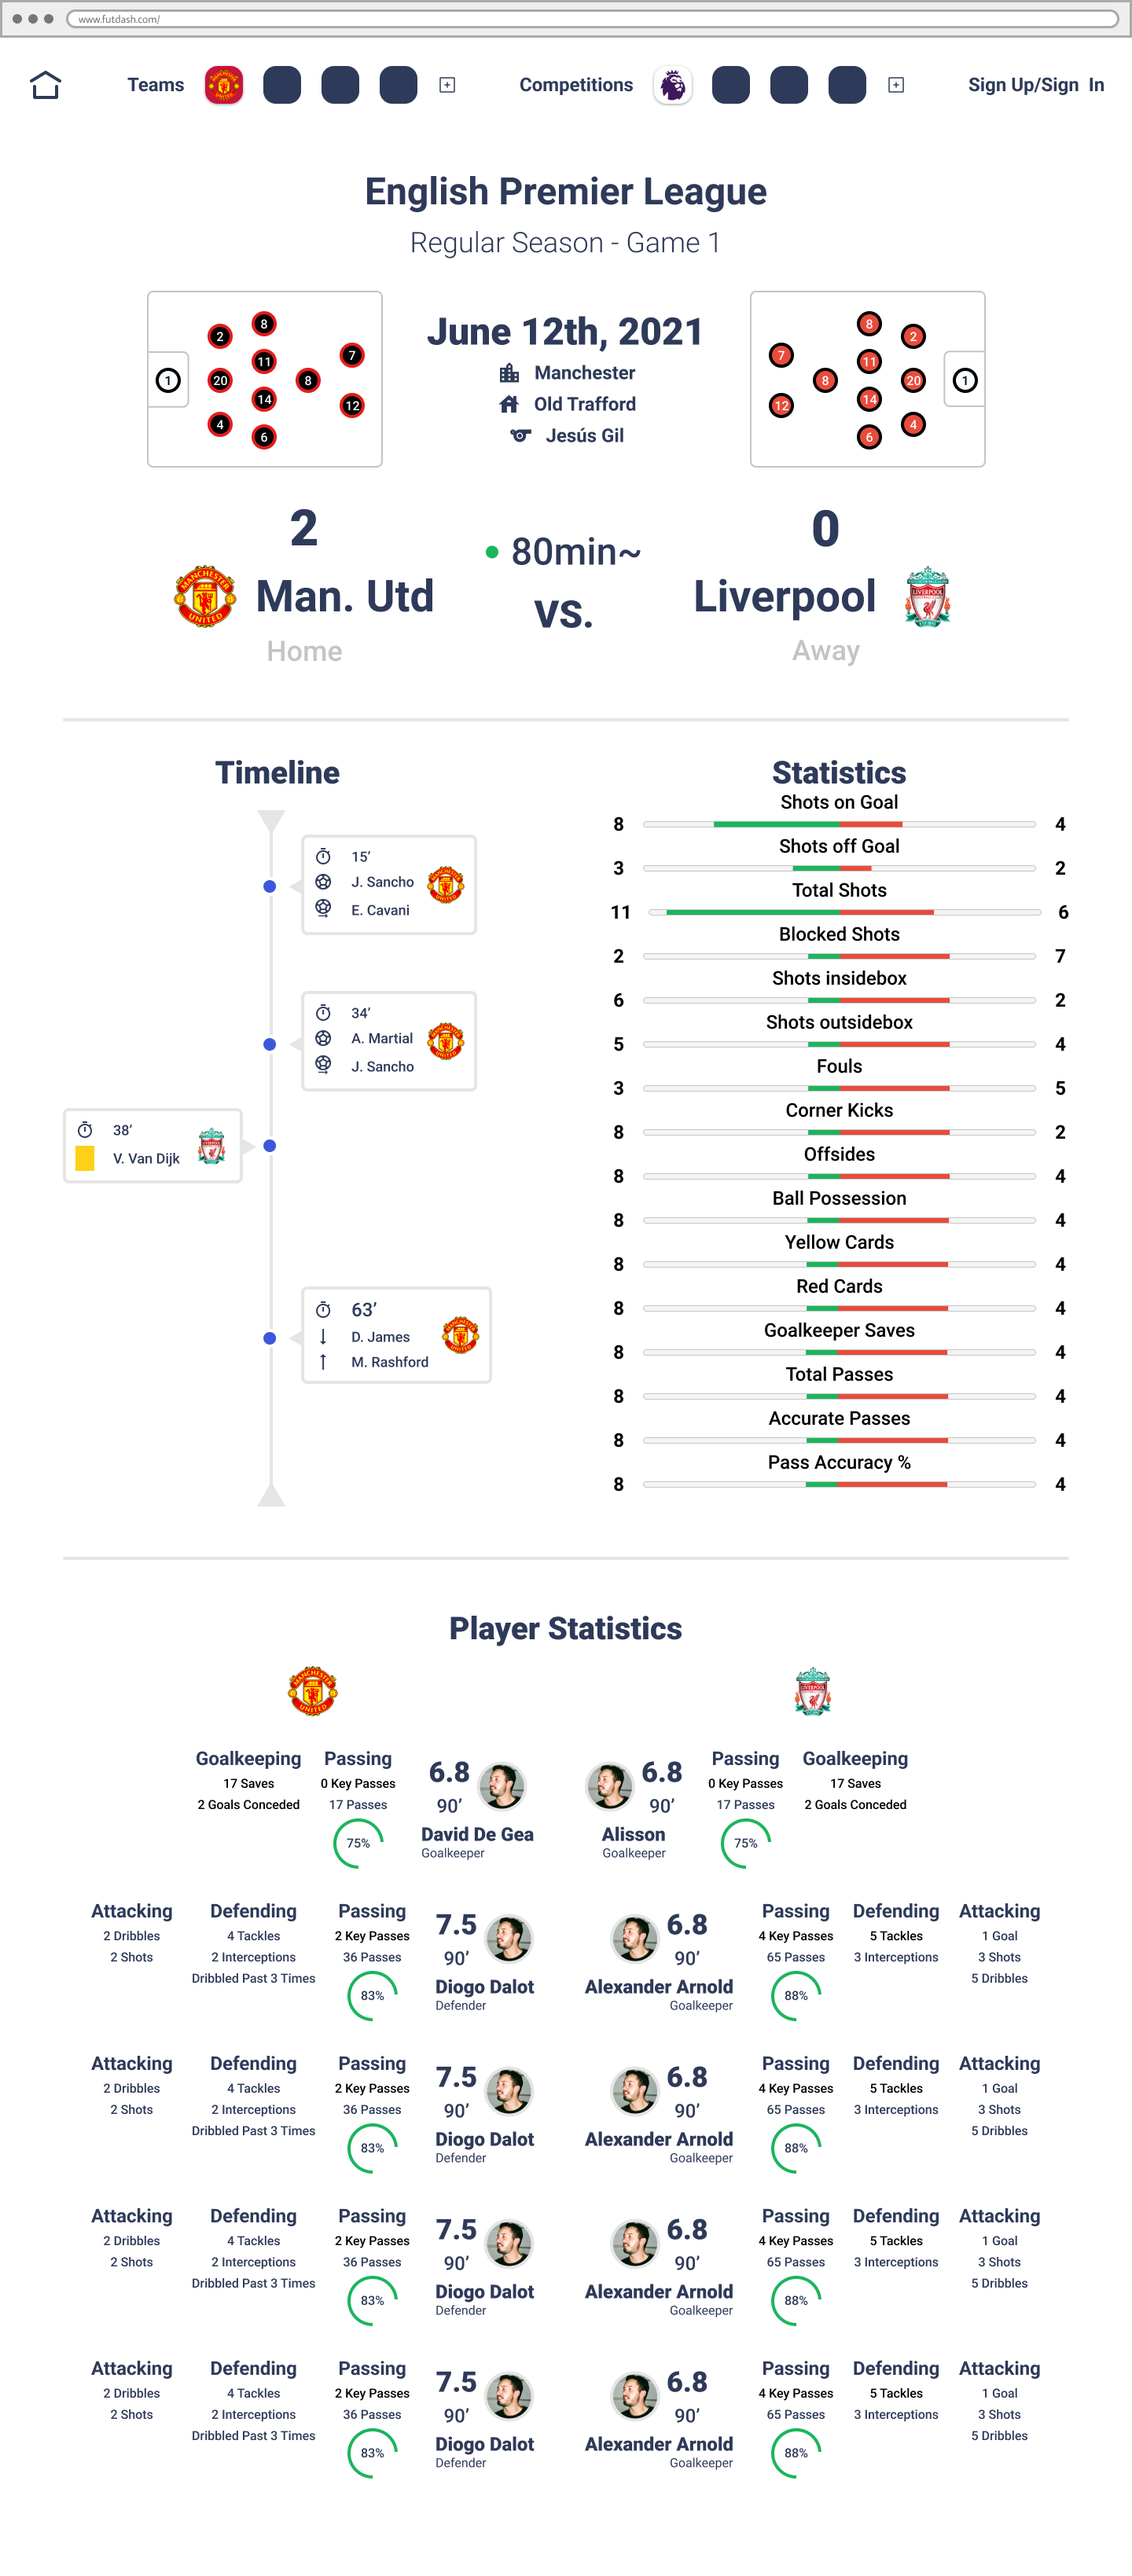 www.futdash.com/
Teams
Competitions
Sign Up/Sign In
English Premier League
Regular Season - Game 1
June 12th, 2021
Manchester
Old Trafford
Jesús Gil
1
2
20
4
8
11
14
6
8
7
12
7
12
8
8
11
14
6
2
20
4
1
2
Man. Utd
MANCHESTER
UNITED
Home
80min~
VS.
0
Liverpool
LIVERPOOL
Away
Timeline
15’
J. Sancho
E. Cavani
34’
A. Martial
J. Sancho
38’
V. Van Dijk
63’
D. James
M. Rashford
Statistics
Shots on Goal
8 4
Shots off Goal
3 2
Total Shots
11 6
Blocked Shots
2 7
Shots insidebox
6 2
Shots outsidebox
5 4
Fouls
3 5
Corner Kicks
8 2
Offsides
8 4
Ball Possession
8 4
Yellow Cards
8 4
Red Cards
8 4
Goalkeeper Saves
8 4
Total Passes
8 4
Accurate Passes
8 4
Pass Accuracy %
8 4
Player Statistics
MANCHESTER
UNITED
LIVERPOOL
Goalkeeping
17 Saves
2 Goals Conceded
Passing
0 Key Passes
17 Passes
75%
6.8
90’
David De Gea
Goalkeeper
6.8
90’
Alisson
Goalkeeper
Passing
0 Key Passes
17 Passes
75%
Goalkeeping
17 Saves
2 Goals Conceded
Attacking
2 Dribbles
2 Shots
Defending
4 Tackles
2 Interceptions
Dribbled Past 3 Times
Passing
2 Key Passes
36 Passes
83%
7.5
90’
Diogo Dalot
Defender
6.8
90’
Alexander Arnold
Goalkeeper
Passing
4 Key Passes
65 Passes
88%
Defending
5 Tackles
3 Interceptions
Attacking
1 Goal
3 Shots
5 Dribbles
Attacking
2 Dribbles
2 Shots
Defending
4 Tackles
2 Interceptions
Dribbled Past 3 Times
Passing
2 Key Passes
36 Passes
83%
7.5
90’
Diogo Dalot
Defender
6.8
90’
Alexander Arnold
Goalkeeper
Passing
4 Key Passes
65 Passes
88%
Defending
5 Tackles
3 Interceptions
Attacking
1 Goal
3 Shots
5 Dribbles
Attacking
2 Dribbles
2 Shots
Defending
4 Tackles
2 Interceptions
Dribbled Past 3 Times
Passing
2 Key Passes
36 Passes
83%
7.5
90’
Diogo Dalot
Defender
6.8
90’
Alexander Arnold
Goalkeeper
Passing
4 Key Passes
65 Passes
88%
Defending
5 Tackles
3 Interceptions
Attacking
1 Goal
3 Shots
5 Dribbles
Attacking
2 Dribbles
2 Shots
Defending
4 Tackles
2 Interceptions
Dribbled Past 3 Times
Passing
2 Key Passes
36 Passes
83%
7.5
90’
Diogo Dalot
Defender
6.8
90’
Alexander Arnold
Goalkeeper
Passing
4 Key Passes
65 Passes
88%
Defending
5 Tackles
3 Interceptions
Attacking
1 Goal
3 Shots
5 Dribbles